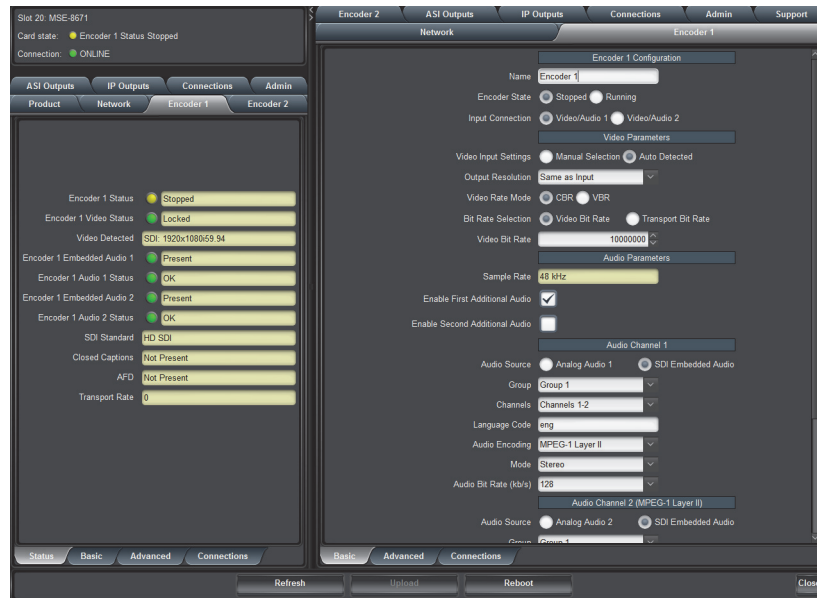 Slot 20: MSE-8671
Card state: Encoder 1 Status Stopped
Connection: ONLINE
ASI Outputs IP Outputs Connections Admin
Product Network Encoder 1 Encoder 2
Encoder 1 Status Stopped
Encoder 1 Video Status Locked
Video Detected SDI: 1920x1080i59.94
Encoder 1 Embedded Audio 1 Present
Encoder 1 Audio 1 Status OK
Encoder 1 Embedded Audio 2 Present
Encoder 1 Audio 2 Status OK
SDI Standard HD SDI
Closed Captions Not Present
AFD Not Present
Transport Rate 0
Status Basic Advanced Connections
Encoder 2 ASI Outputs IP Outputs Connections Admin Support
Network Encoder 1
Encoder 1 Configuration
Name Encoder 1
Encoder State Stopped Running
Input Connection Video/Audio 1 Video/Audio 2
Video Parameters
Video Input Settings Manual Selection Auto Detected
Output Resolution Same as Input
Video Rate Mode CBR VBR
Bit Rate Selection Video Bit Rate Transport Bit Rate
Video Bit Rate 10000000
Audio Parameters
Sample Rate 48 kHz
Enable First Additional Audio
Enable Second Additional Audio
Audio Channel 1
Audio Source Analog Audio 1 SDI Embedded Audio
Group Group 1
Channels Channels 1-2
Language Code eng
Audio Encoding MPEG-1 Layer II
Mode Stereo
Audio Bit Rate (kb/s) 128
Audio Channel 2 (MPEG-1 Layer II)
Audio Source Analog Audio 2 SDI Embedded Audio
Group Group 1
Basic Advanced Connections
Refresh Upload Reboot Close